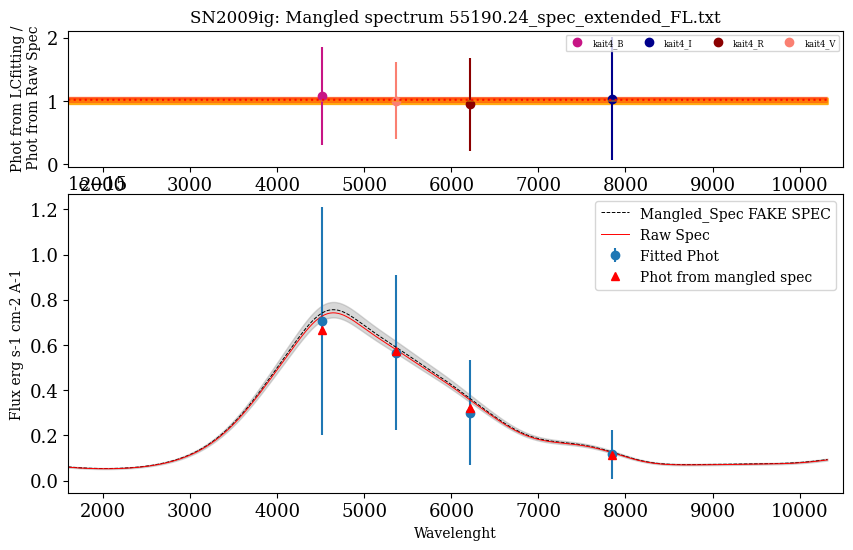 SN2009ig: Mangled spectrum 55190.24_spec_extended_FL.txt
Phot from LCfitting /
Phot from Raw Spec
2
1
0
kait4_B
kait4_I
kait4_R
kait4_V
2000 3000 4000 5000 6000 7000 8000 9000 10000
1e−15
Flux erg s-1 cm-2 A-1
1.2
1.0
0.8
0.6
0.4
0.2
0.0
Mangled_Spec FAKE SPEC
Raw Spec
Fitted Phot
Phot from mangled spec
2000 3000 4000 5000 6000 7000 8000 9000 10000
Wavelenght